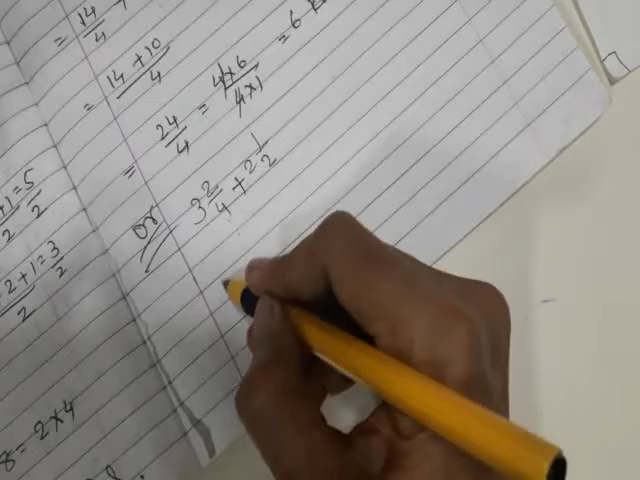 = 14/4
= 14 + 10/4
= 24/4 = 4×6/4×1 = 6
or 3 2/4 + 2 1/2
+1 = 5/2
2 + 1/2 = 3/2
8 = 2×4